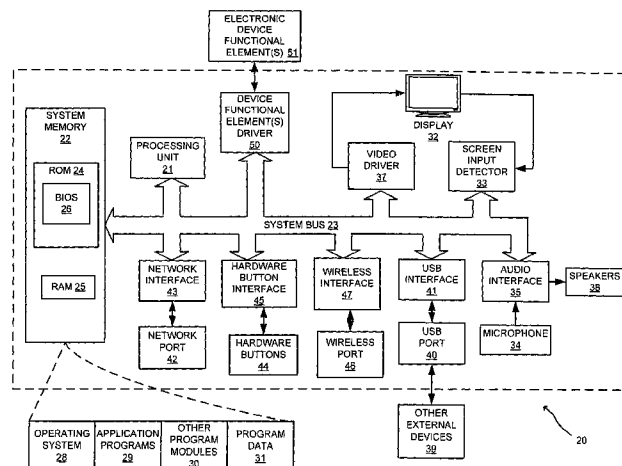 ELECTRONIC
DEVICE
FUNCTIONAL
ELEMENT(S) 51
SYSTEM
MEMORY
22
ROM 24
BIOS
26
RAM 25
PROCESSING
UNIT
21
DEVICE
FUNCTIONAL
ELEMENT(S)
DRIVER
50
DISPLAY
32
VIDEO
DRIVER
37
SCREEN
INPUT
DETECTOR
33
SYSTEM BUS 23
NETWORK
INTERFACE
43
HARDWARE
BUTTON
INTERFACE
45
WIRELESS
INTERFACE
47
USB
INTERFACE
41
AUDIO
INTERFACE
35
SPEAKERS
38
NETWORK
PORT
42
HARDWARE
BUTTONS
44
WIRELESS
PORT
46
USB
PORT
40
MICROPHONE
34
OTHER
EXTERNAL
DEVICES
39
20
OPERATING
SYSTEM
28
APPLICATION
PROGRAMS
29
OTHER
PROGRAM
MODULES
30
PROGRAM
DATA
31